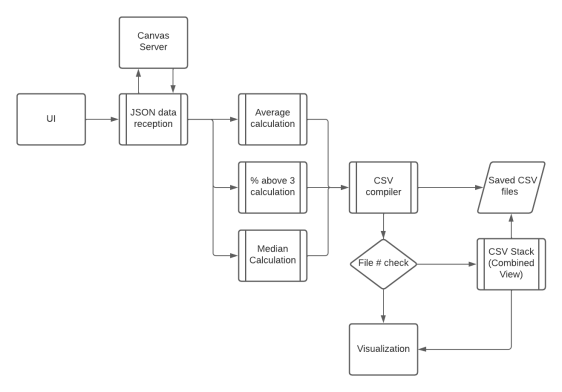 Canvas
Server
UI
JSON data
reception
Average
calculation
% above 3
calculation
Median
Calculation
CSV
compiler
Saved CSV
files
File # check
CSV Stack
(Combined
View)
Visualization